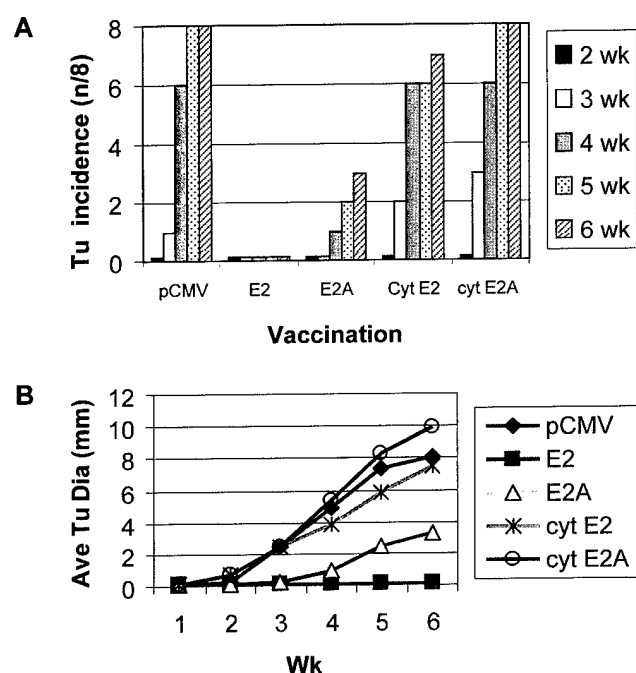 A
Tu incidence (n/8)
8
6
4
2
0
pCMV E2 E2A Cyt E2 cyt E2A
Vaccination
2 wk
3 wk
4 wk
5 wk
6 wk
B
Ave Tu Dia (mm)
12
10
8
6
4
2
0
1 2 3 4 5 6
Wk
pCMV
E2
E2A
cyt E2
cyt E2A